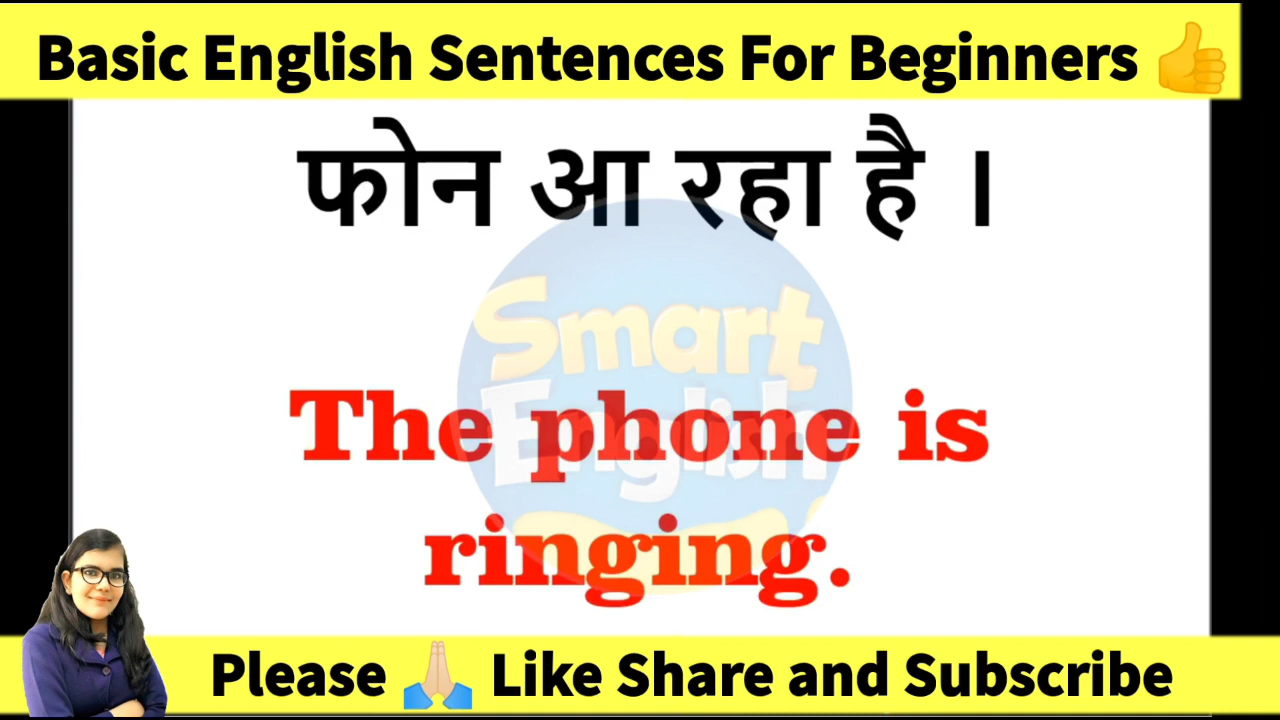 Basic English Sentences For Beginners 👍
फोन आ रहा है ।
Smart
English
The phone is
ringing.
Please 🙏🏼 Like Share and Subscribe